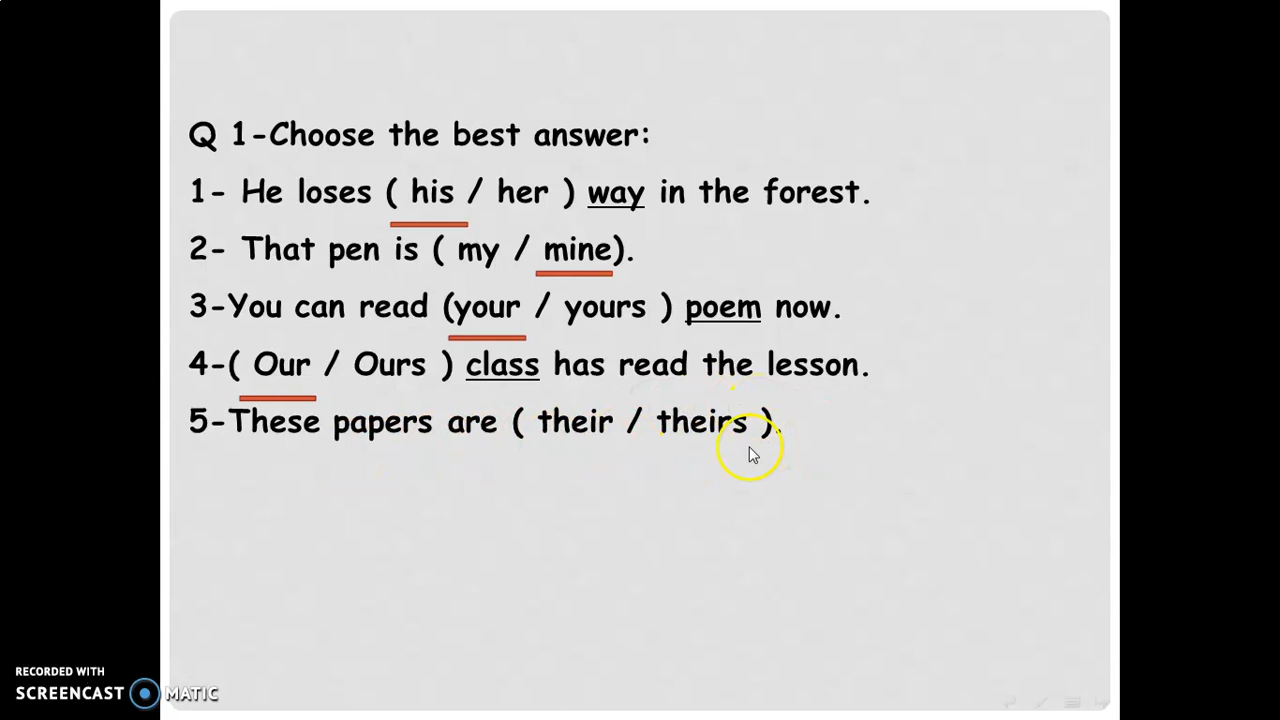 Q 1-Choose the best answer:
1- He loses ( his / her ) way in the forest.
2- That pen is ( my / mine).
3-You can read (your / yours ) poem now.
4-( Our / Ours ) class has read the lesson.
5-These papers are ( their / theirs ).
RECORDED WITH
SCREENCAST MATIC